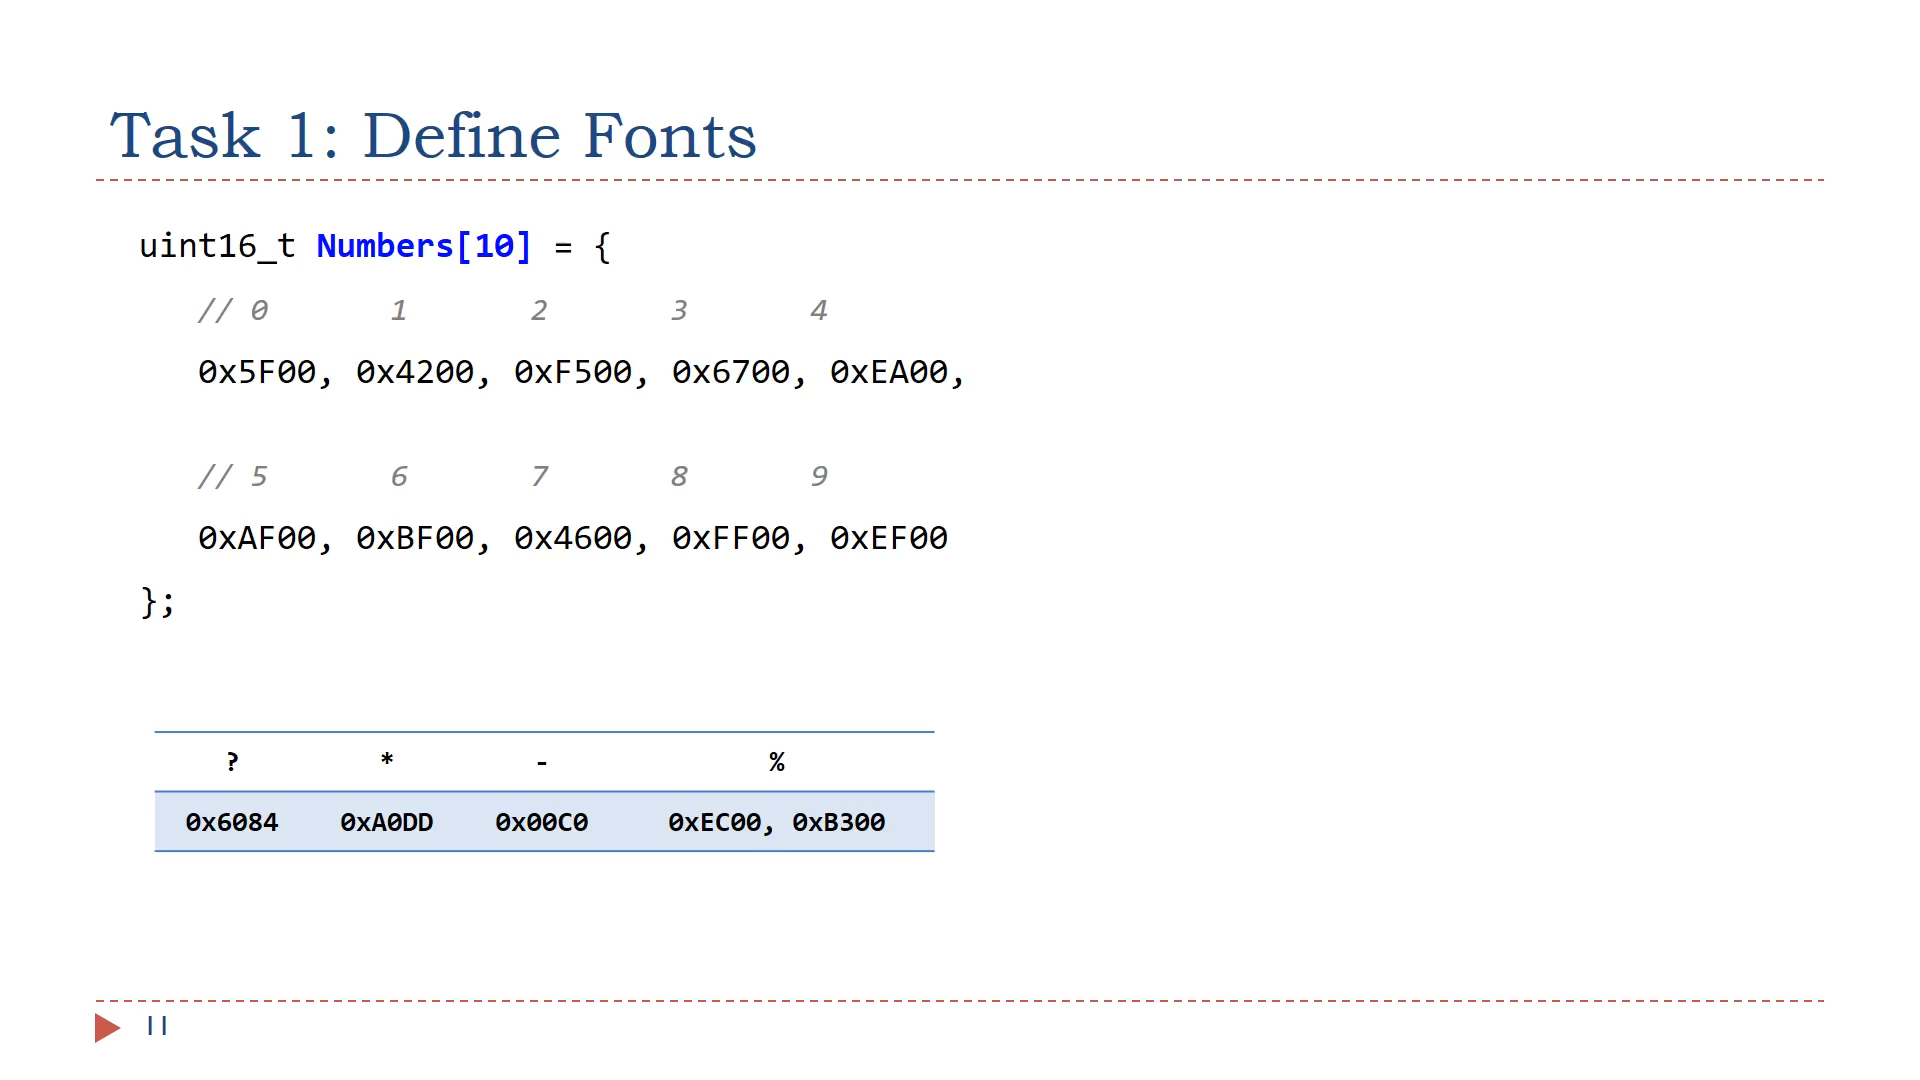 Task 1: Define Fonts
uint16_t Numbers[10] = {
// 0 1 2 3 4
0x5F00, 0x4200, 0xF500, 0x6700, 0xEA00,
// 5 6 7 8 9
0xAF00, 0xBF00, 0x4600, 0xFF00, 0xEF00
};
? * - %
0x6084 0xA0DD 0x00C0 0xEC00, 0xB300
11